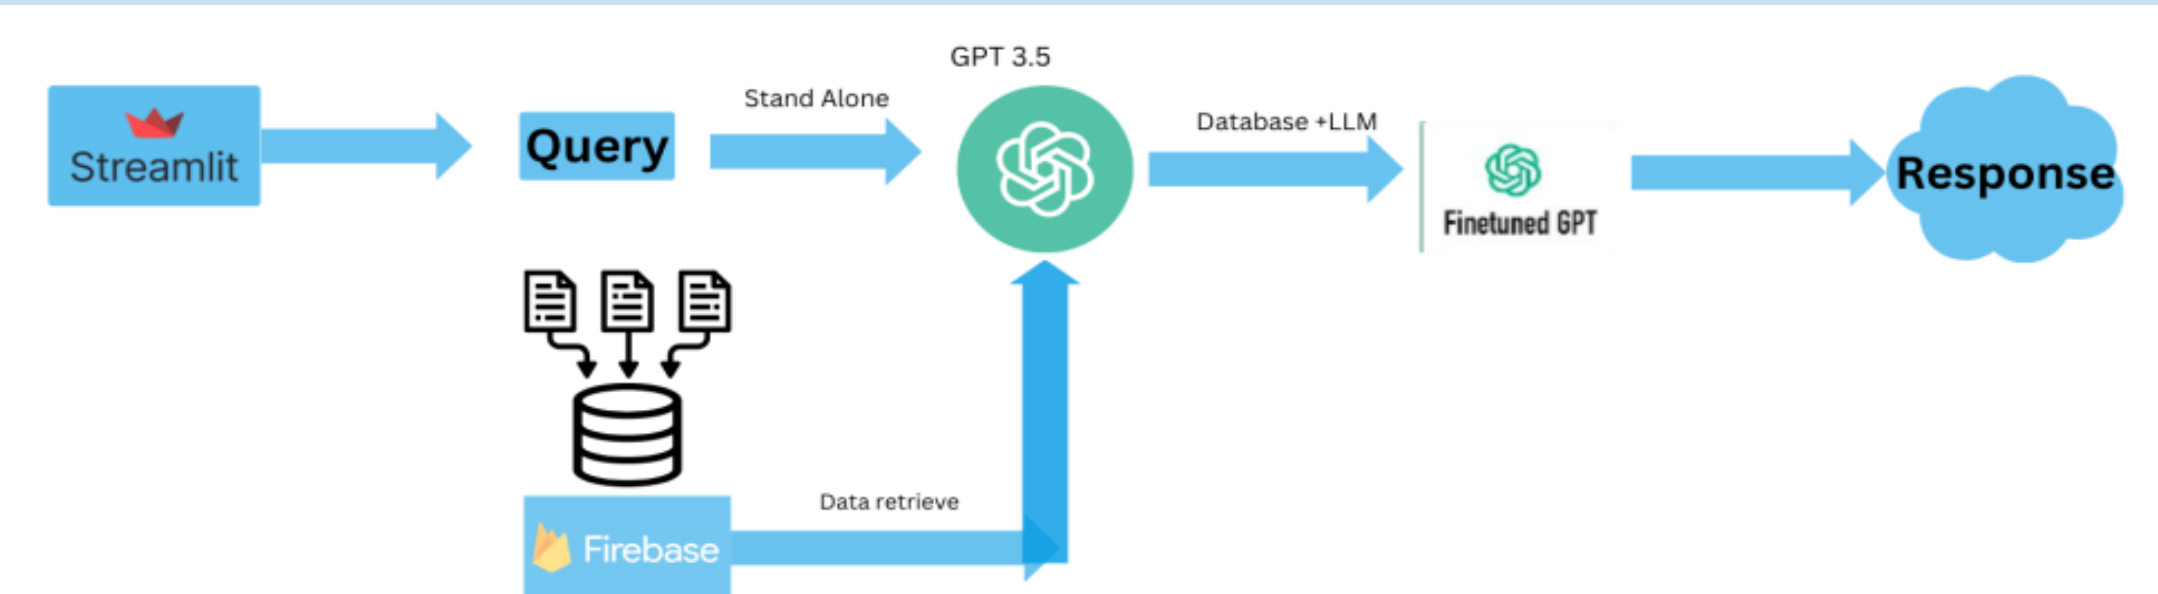 GPT 3.5
Stand Alone
Database +LLM
Streamlit
Query
Finetuned GPT
Response
Data retrieve
Firebase